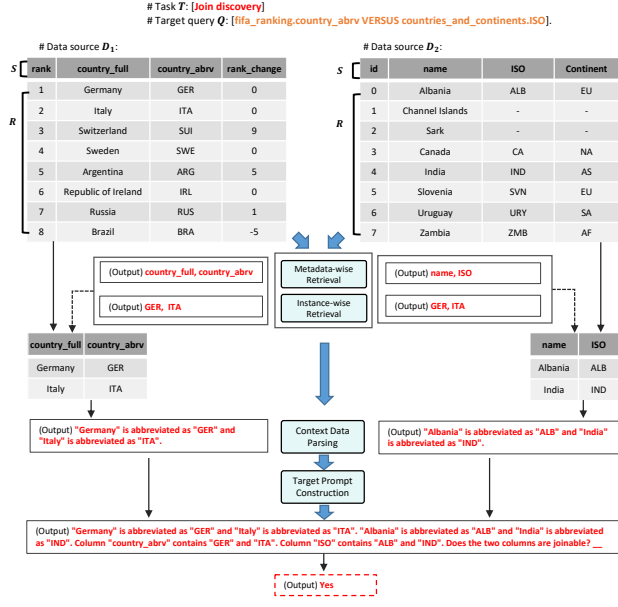 # Task T: [Join discovery]
# Target query Q: [fifa_ranking.country_abrv VERSUS countries_and_continents.ISO].
# Data source D1:
S
rank country_full country_abrv rank_change
R
1 Germany GER 0
2 Italy ITA 0
3 Switzerland SUI 9
4 Sweden SWE 0
5 Argentina ARG 5
6 Republic of Ireland IRL 0
7 Russia RUS 1
8 Brazil BRA -5
# Data source D2:
S
id name ISO Continent
R
0 Albania ALB EU
1 Channel Islands - -
2 Sark - -
3 Canada CA NA
4 India IND AS
5 Slovenia SVN EU
6 Uruguay URY SA
7 Zambia ZMB AF
(Output) country_full, country_abrv
(Output) GER, ITA
Metadata-wise
Retrieval
Instance-wise
Retrieval
(Output) name, ISO
(Output) GER, ITA
country_full country_abrv
Germany GER
Italy ITA
name ISO
Albania ALB
India IND
(Output) "Germany" is abbreviated as "GER" and
"Italy" is abbreviated as "ITA".
Context Data
Parsing
(Output) "Albania" is abbreviated as "ALB" and "India"
is abbreviated as "IND".
Target Prompt
Construction
(Output) "Germany" is abbreviated as "GER" and "Italy" is abbreviated as "ITA". "Albania" is abbreviated as "ALB" and "India" is abbreviated
as "IND". Column "country_abrv" contains "GER" and "ITA". Column "ISO" contains "ALB" and "IND". Does the two columns are joinable? __
(Output) Yes